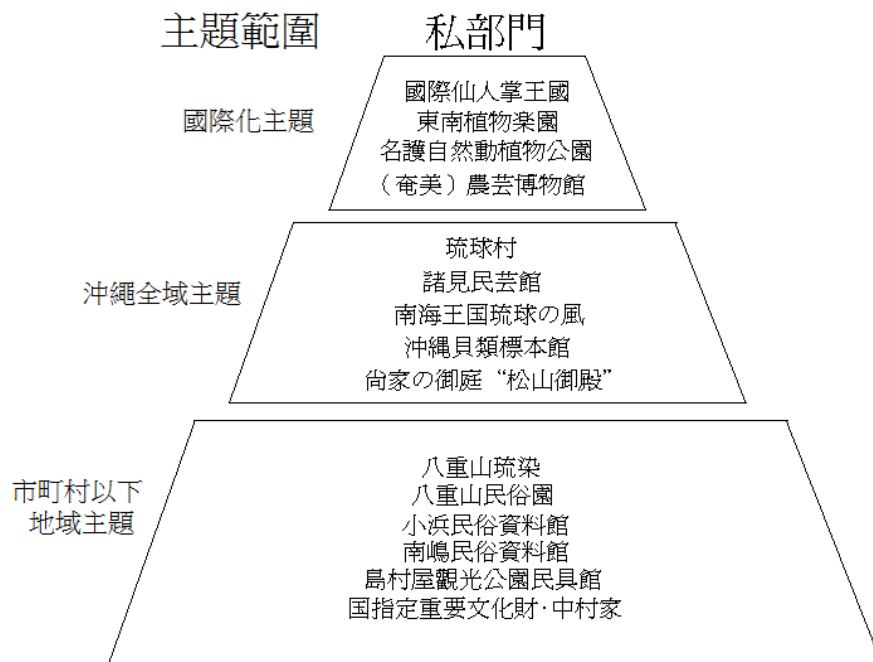 主題範圍 私部門
國際化主題
國際仙人掌王國
東南植物楽園
名護自然動植物公園
（奄美）農芸博物館
沖繩全域主題
琉球村
諸見民芸館
南海王国琉球の風
沖縄貝類標本館
尙家の御庭“松山御殿”
市町村以下
地域主題
八重山琉染
八重山民俗園
小浜民俗資料館
南嶋民俗資料館
島村屋觀光公園民具館
国指定重要文化財·中村家